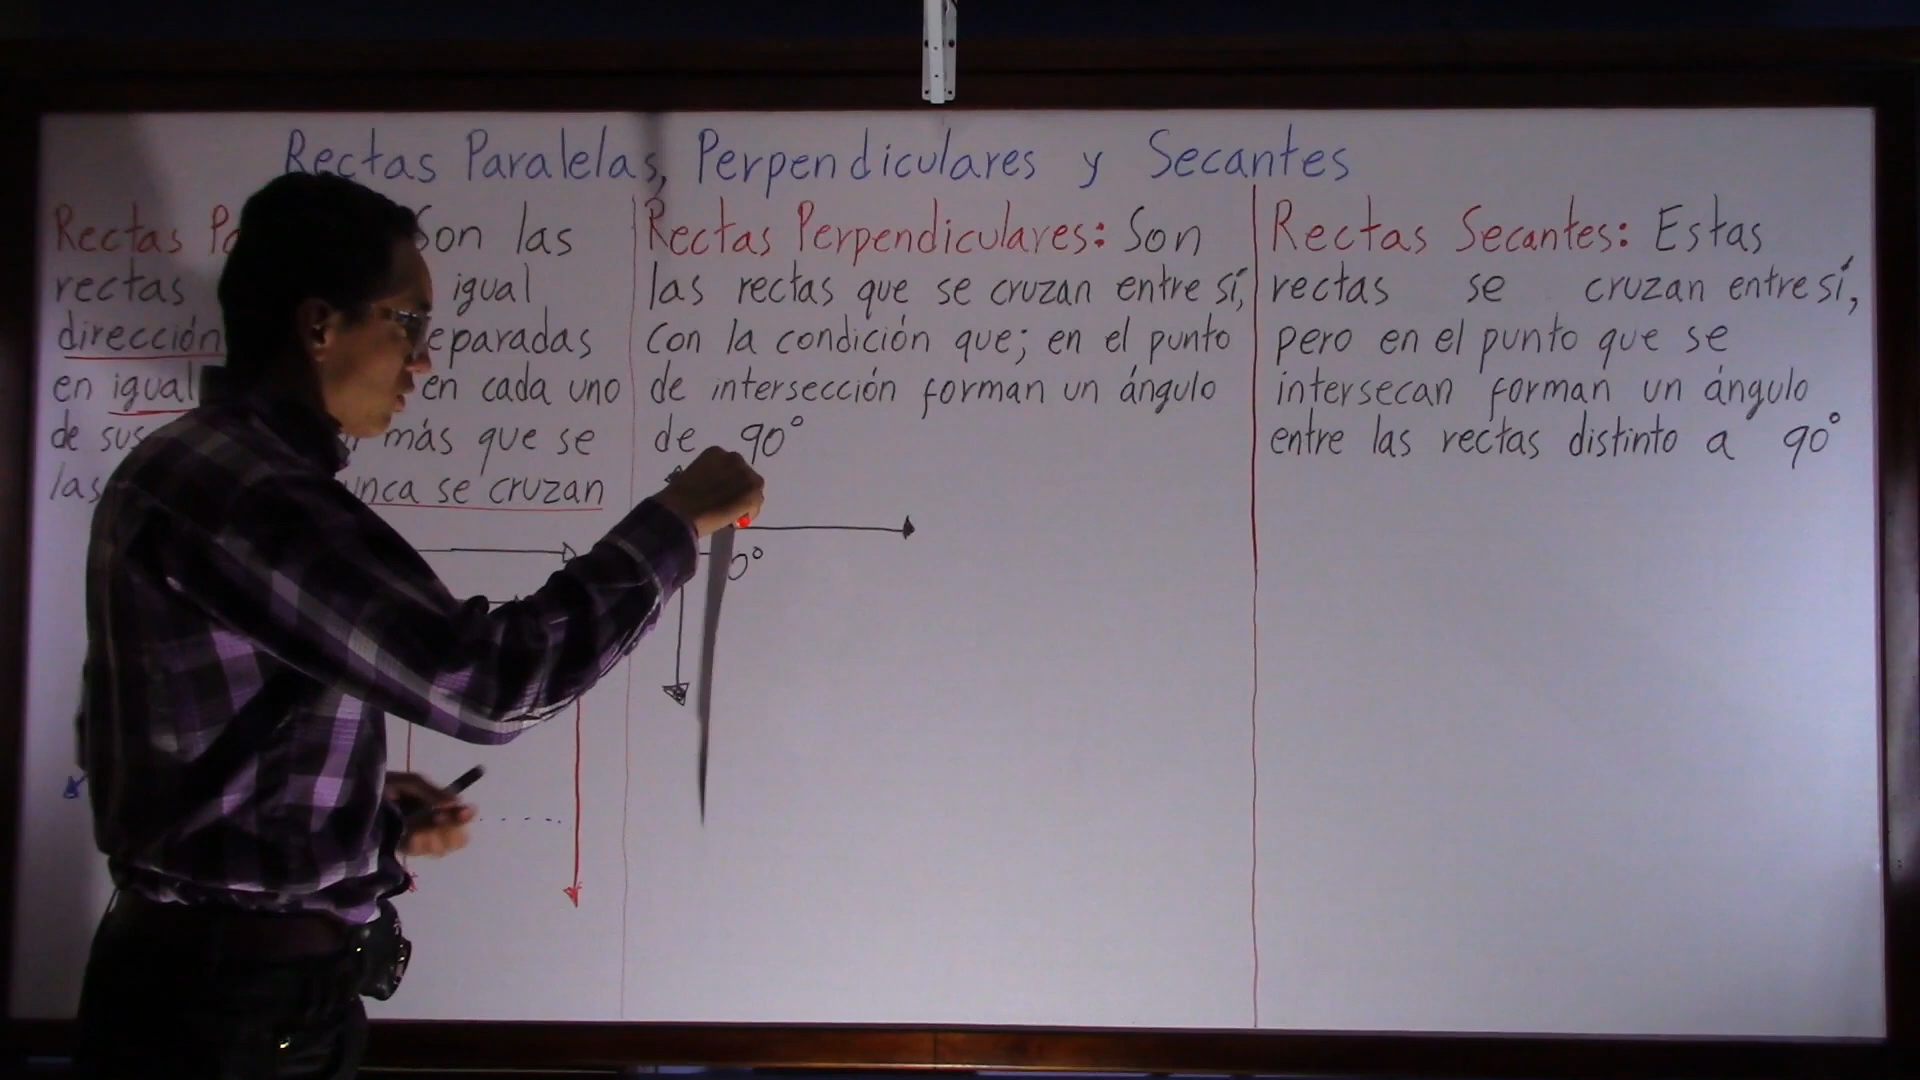 Rectas Paralelas, Perpendiculares y Secantes
Rectas Son las
rectas igual
dirección eparadas
en igual en cada uno
de sus más que se
las unca se cruzan
Rectas Perpendiculares: Son
las rectas que se cruzan entre sí,
con la condición que; en el punto
de intersección forman un ángulo
de 90°
0°
Rectas Secantes: Estas
rectas se cruzan entre sí,
pero en el punto que se
intersecan forman un ángulo
entre las rectas distinto a 90°